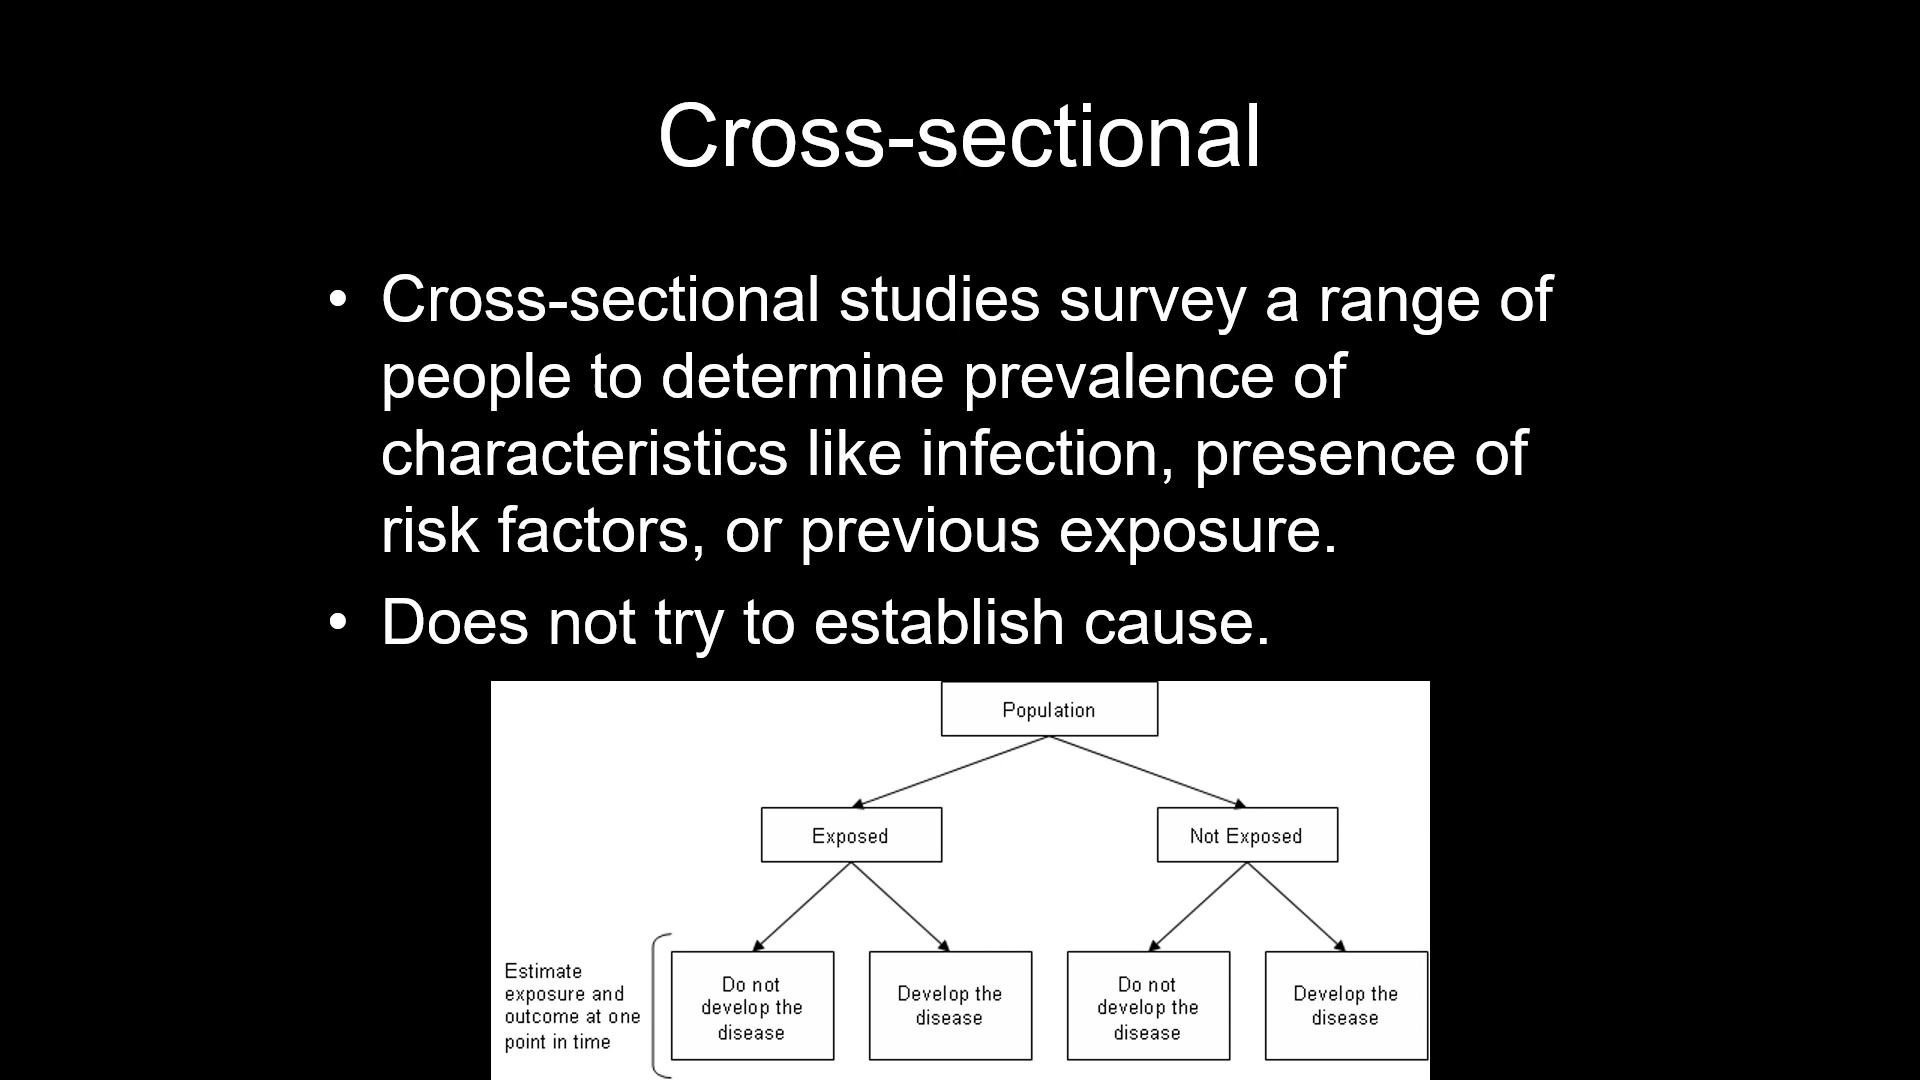 Cross-sectional
• Cross-sectional studies survey a range of
people to determine prevalence of
characteristics like infection, presence of
risk factors, or previous exposure.
• Does not try to establish cause.
Population
Exposed
Not Exposed
Estimate
exposure and
outcome at one
point in time
Do not
develop the
disease
Develop the
disease
Do not
develop the
disease
Develop the
disease